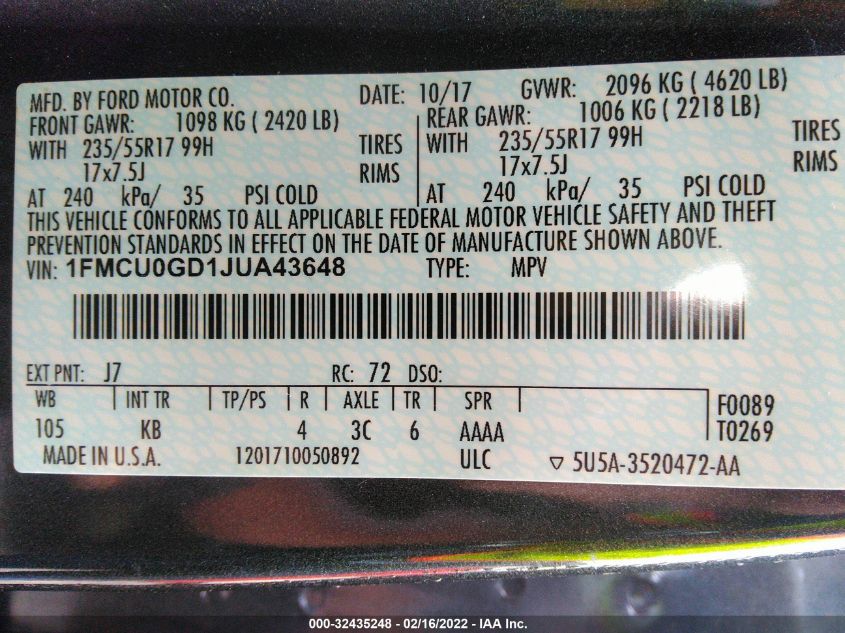 MFD. BY FORD MOTOR CO. DATE: 10/17 GVWR: 2096 KG ( 4620 LB)
FRONT GAWR: 1098 KG ( 2420 LB) REAR GAWR: 1006 KG ( 2218 LB)
WITH 235/55R17 99H TIRES WITH 235/55R17 99H TIRES
17x7.5J RIMS 17x7.5J RIMS
AT 240 kPa/ 35 PSI COLD AT 240 kPa/ 35 PSI COLD
THIS VEHICLE CONFORMS TO ALL APPLICABLE FEDERAL MOTOR VEHICLE SAFETY AND THEFT
PREVENTION STANDARDS IN EFFECT ON THE DATE OF MANUFACTURE SHOWN ABOVE.
VIN: 1FMCU0GD1JUA43648 TYPE: MPV
EXT PNT: J7 RC: 72 DSO:
WB INT TR TP/PS R AXLE TR SPR F0089
105 KB 4 3C 6 AAAA T0269
MADE IN U.S.A. 1201710050892 ULC ▽ 5U5A-3520472-AA
000-32435248 - 02/16/2022 - IAA Inc.